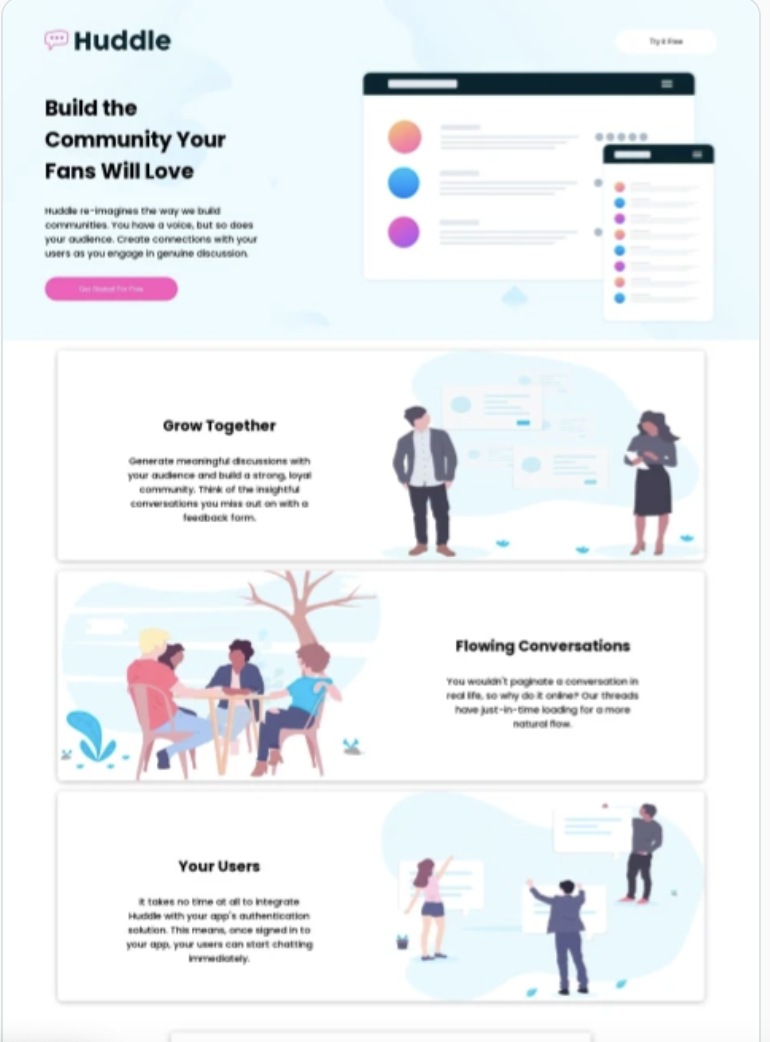 Huddle
Try It Free
Build the
Community Your
Fans Will Love
Huddle re-imagines the way we build
communities. You have a voice, but so does
your audience. Create connections with your
users as you engage in genuine discussion.
Get Started For Free
Grow Together
Generate meaningful discussions with
your audience and build a strong, loyal
community. Think of the insightful
conversations you miss out on with a
feedback form.
Flowing Conversations
You wouldn't paginate a conversation in
real life, so why do it online? Our threads
have just-in-time loading for a more
natural flow.
Your Users
It takes no time at all to integrate
Huddle with your app's authentication
solution. This means, once signed in to
your app, your users can start chatting
immediately.